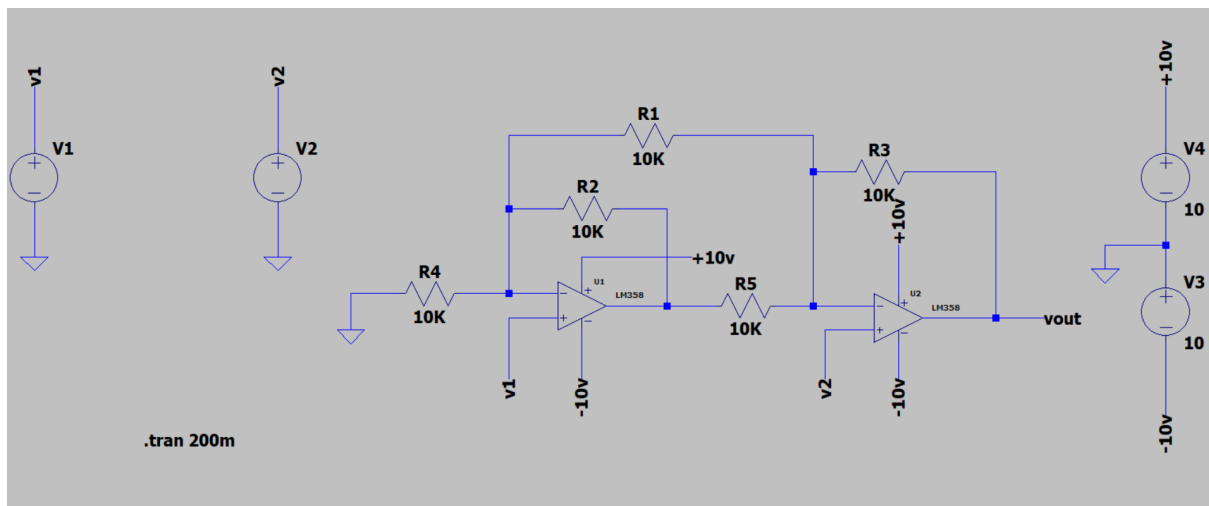 v1
V1
v2
V2
R1
10K
R2
10K
R3
10K
+10v
+10v
R4
10K
U1
LM358
R5
10K
U2
LM358
vout
v1
-10v
v2
-10v
+10v
V4
10
V3
10
-10v
.tran 200m